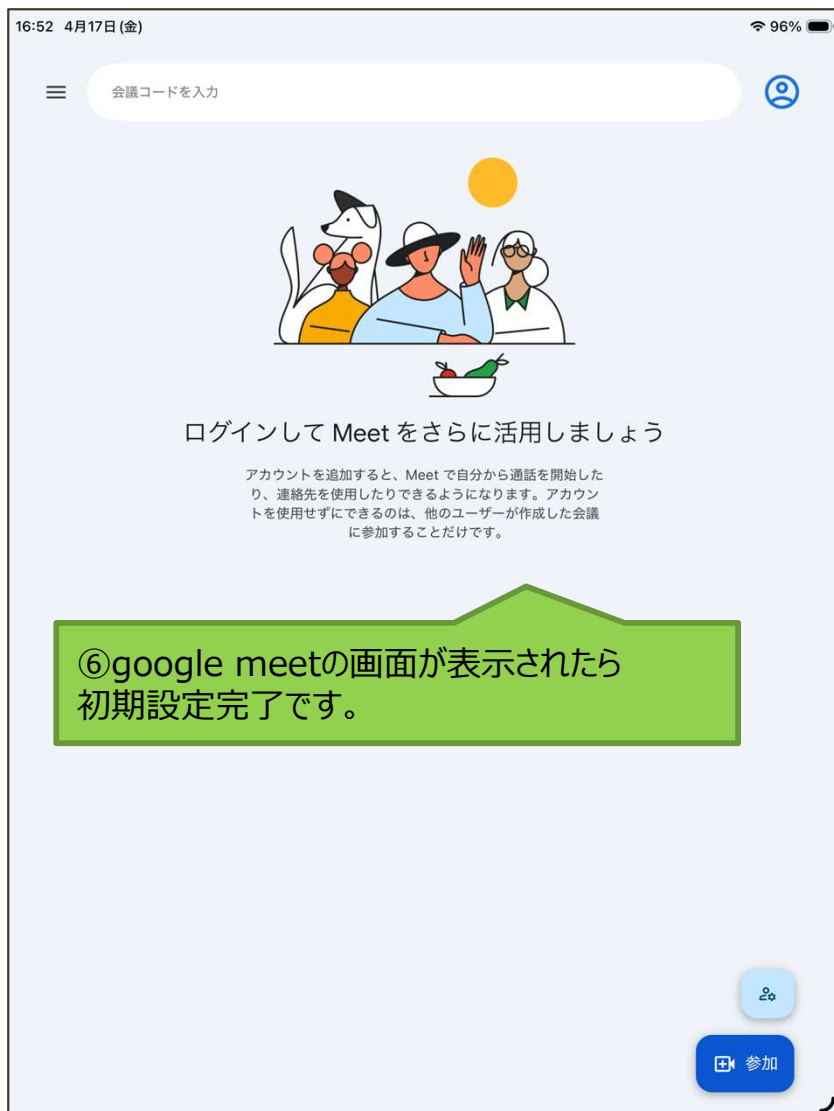 16:52 4月17日(金)
96%
会議コードを入力
ログインして Meet をさらに活用しましょう
アカウントを追加すると、Meet で自分から通話を開始した
り、連絡先を使用したりできるようになります。アカウン
トを使用せずにできるのは、他のユーザーが作成した会議
に参加することだけです。
⑥google meetの画面が表示されたら
初期設定完了です。
参加